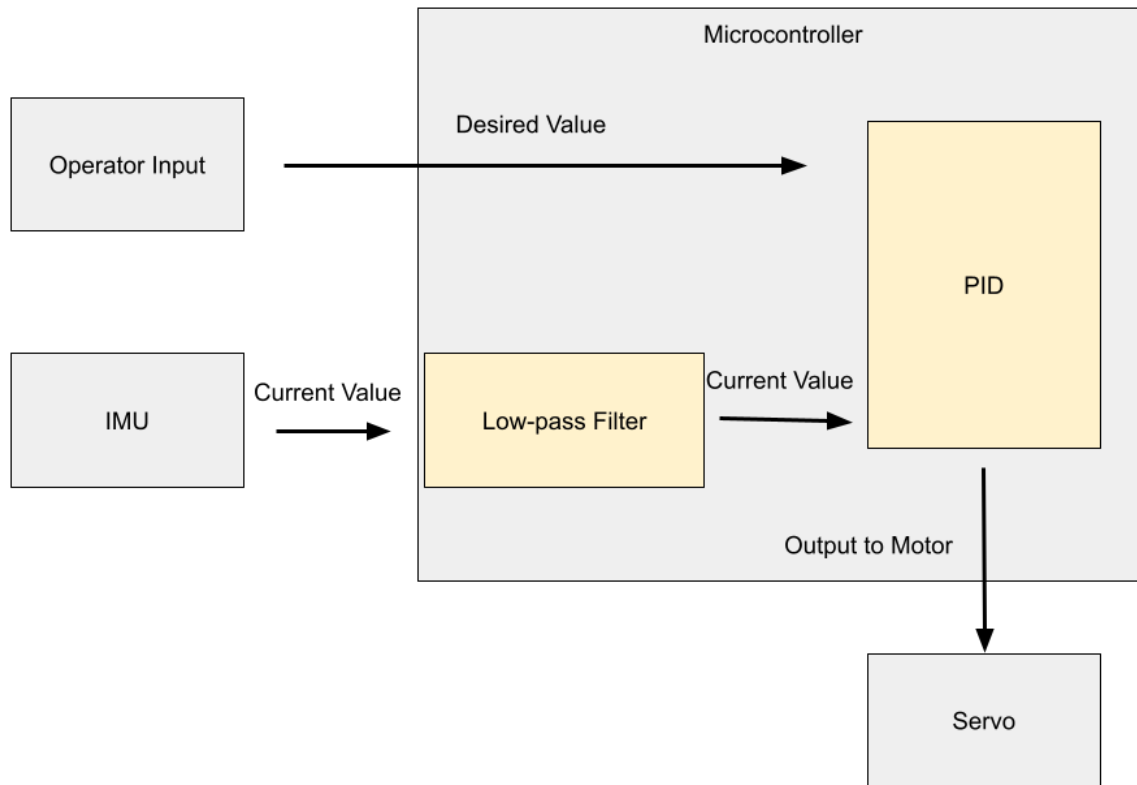 Microcontroller
Desired Value
Operator Input
PID
IMU
Current Value
Low-pass Filter
Current Value
Output to Motor
Servo